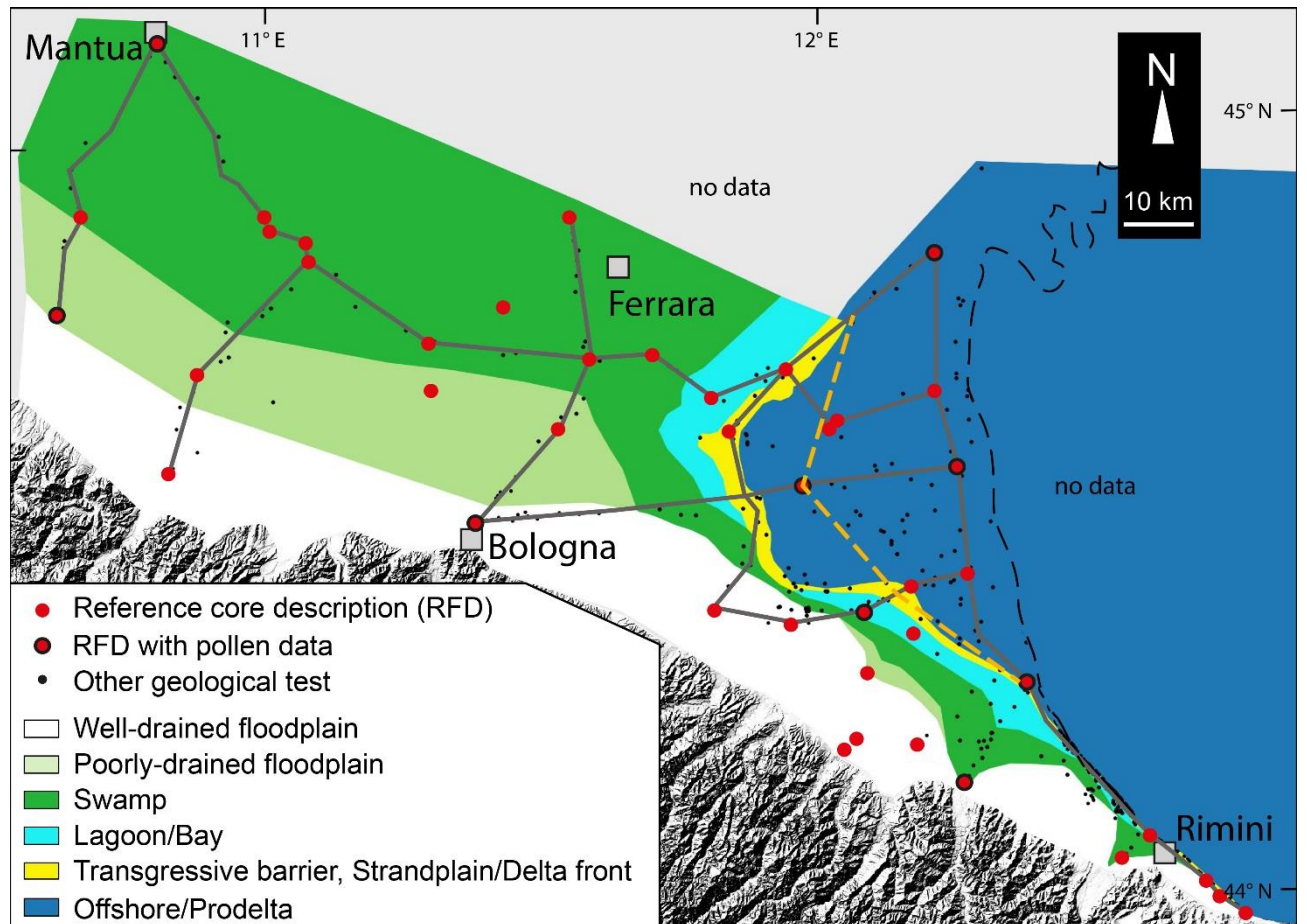 11° E
12° E
Mantua
N
45° N
no data
10 km
Ferrara
no data
Bologna
Reference core description (RFD)
RFD with pollen data
Other geological test
Well-drained floodplain
Poorly-drained floodplain
Swamp
Lagoon/Bay
Transgressive barrier, Strandplain/Delta front
Offshore/Prodelta
Rimini
44° N